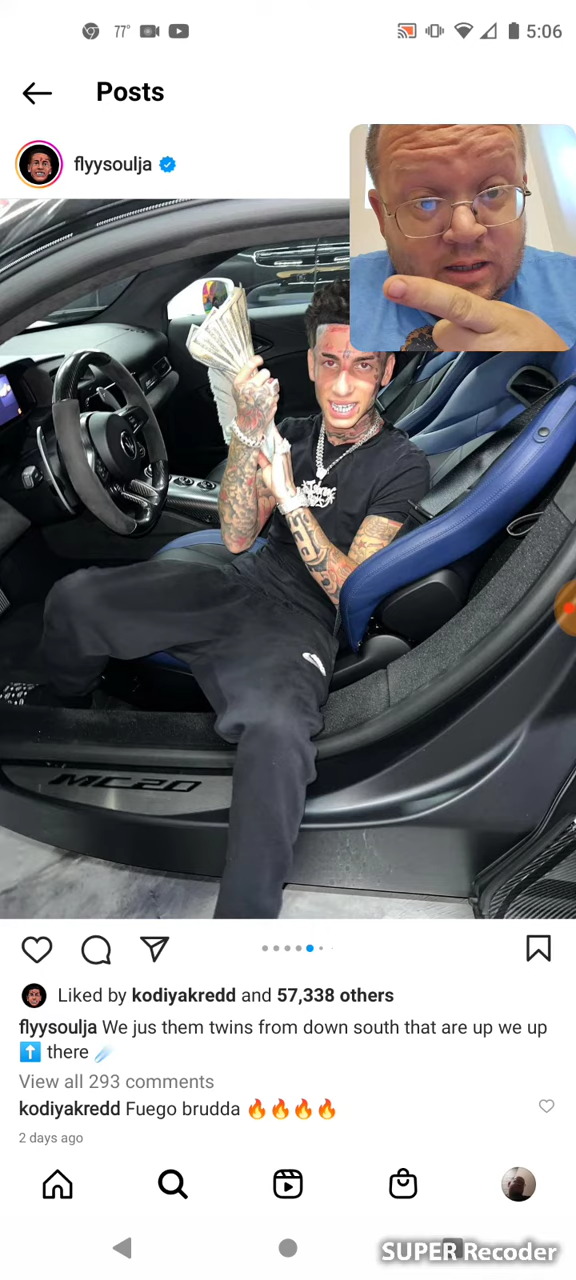 77°
5:06
Posts
flyysoulja
MC20
Liked by kodiyakredd and 57,338 others
flyysoulja We jus them twins from down south that are up we up
⬆️ there ☄️
View all 293 comments
kodiyakredd Fuego brudda 🔥🔥🔥🔥
2 days ago
SUPER Recoder